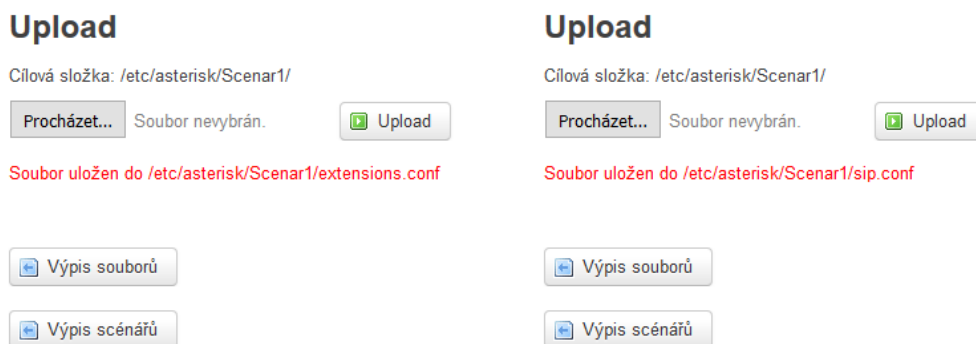 Upload
Cílová složka: /etc/asterisk/Scenar1/
Procházet... Soubor nevybrán. Upload
Soubor uložen do /etc/asterisk/Scenar1/extensions.conf
Výpis souborů
Výpis scénářů
Upload
Cílová složka: /etc/asterisk/Scenar1/
Procházet... Soubor nevybrán. Upload
Soubor uložen do /etc/asterisk/Scenar1/sip.conf
Výpis souborů
Výpis scénářů